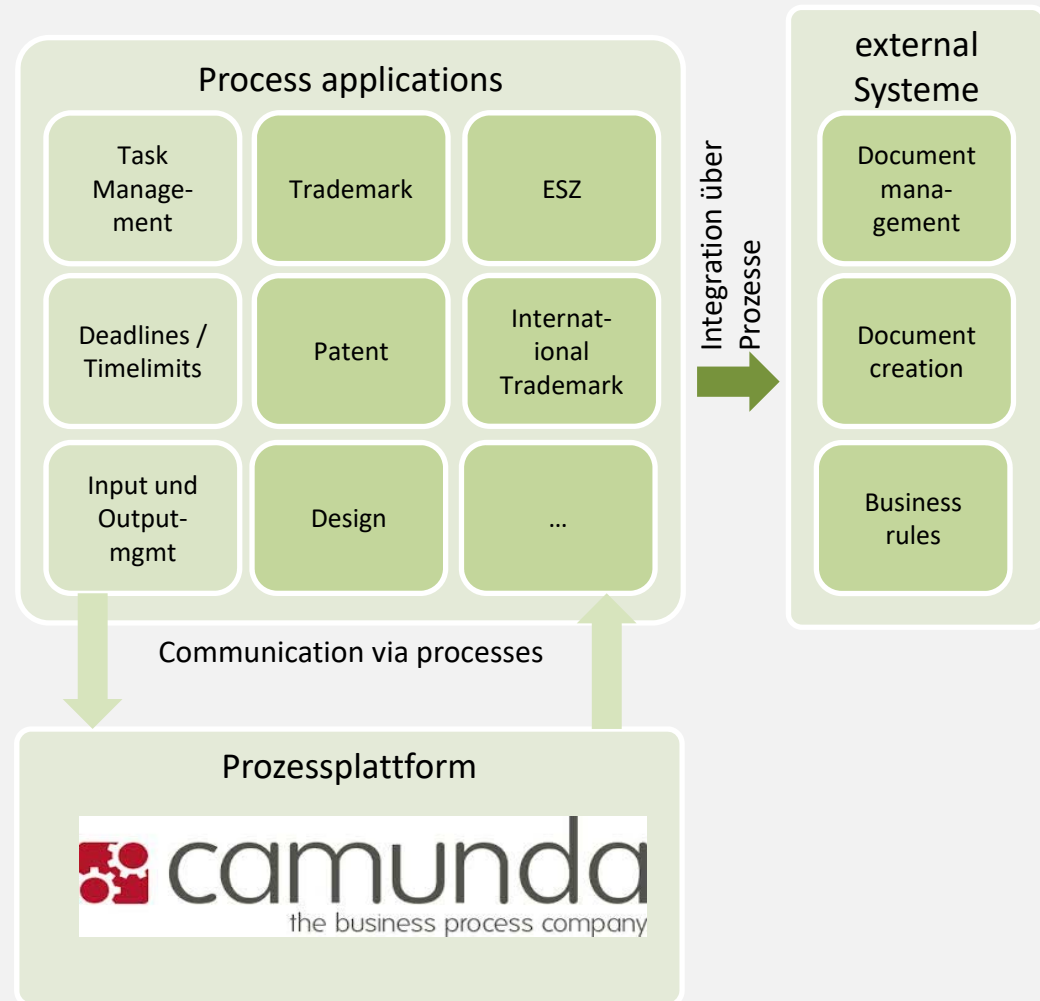 Process applications
Task
Manage-
ment
Trademark
ESZ
Deadlines /
Timelimits
Patent
Internat-
ional
Trademark
Input und
Output-
mgmt
Design
...
Integration über
Prozesse
external
Systeme
Document
mana-
gement
Document
creation
Business
rules
Communication via processes
Prozessplattform
camunda
the business process company